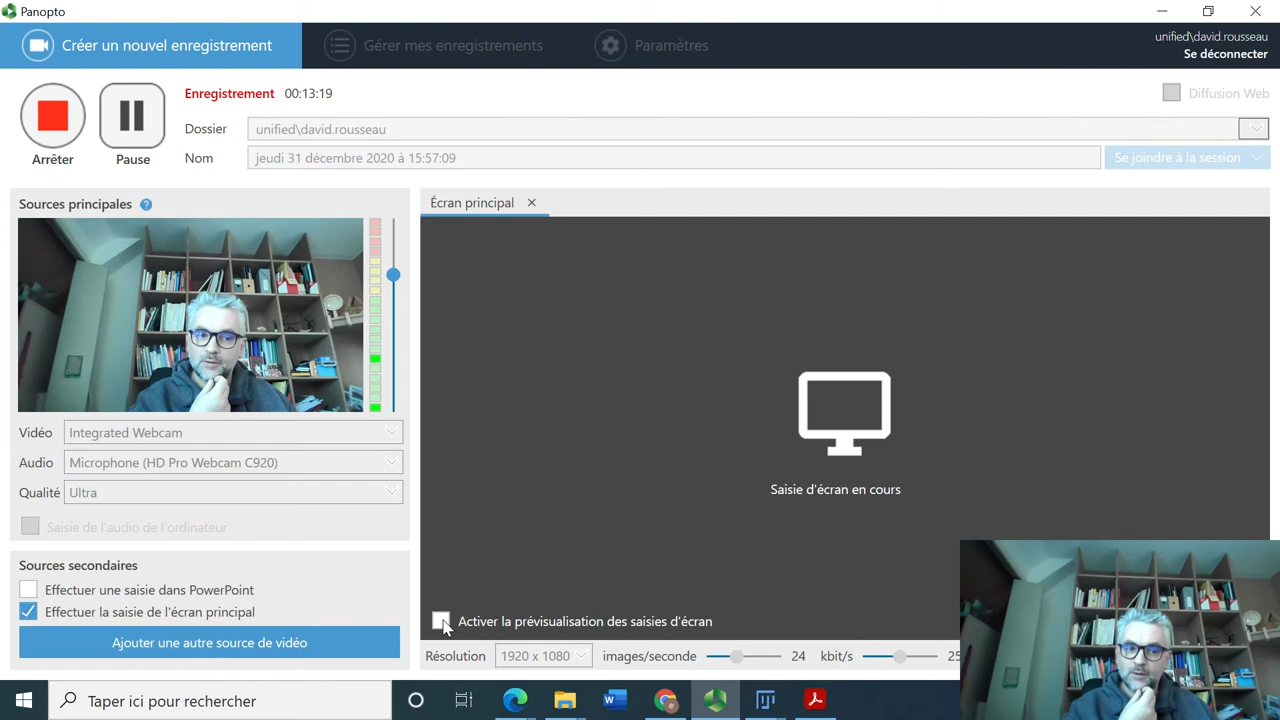 Panopto
Créer un nouvel enregistrement
Gérer mes enregistrements
Paramètres
unified\david.rousseau
Se déconnecter
Enregistrement 00:13:19
Diffusion Web
Dossier unified\david.rousseau
Nom jeudi 31 décembre 2020 à 15:57:09
Se joindre à la session
Arrêter
Pause
Sources principales ?
Écran principal
Vidéo Integrated Webcam
Audio Microphone (HD Pro Webcam C920)
Qualité Ultra
Saisie de l'audio de l'ordinateur
Saisie d'écran en cours
Sources secondaires
Effectuer une saisie dans PowerPoint
Effectuer la saisie de l'écran principal
Ajouter une autre source de vidéo
Activer la prévisualisation des saisies d'écran
Résolution 1920 x 1080 images/seconde 24 kbit/s 25
Taper ici pour rechercher